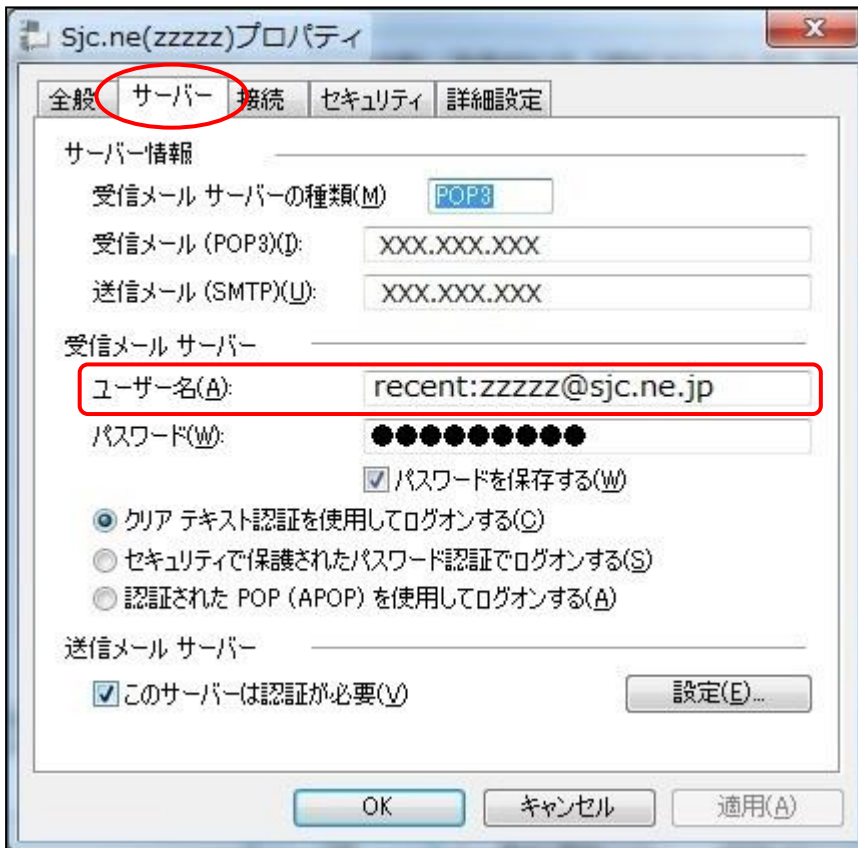 Sjc.ne(zzzzz)プロパティ
全般 サーバー 接続 セキュリティ 詳細設定
サーバー情報
受信メール サーバーの種類(M) POP3
受信メール (POP3)(I): XXX.XXX.XXX
送信メール (SMTP)(U): XXX.XXX.XXX
受信メール サーバー
ユーザー名(A): recent:zzzzz@sjc.ne.jp
パスワード(W): ●●●●●●●●●
パスワードを保存する(W)
クリア テキスト認証を使用してログオンする(C)
セキュリティで保護されたパスワード認証でログオンする(S)
認証された POP (APOP) を使用してログオンする(A)
送信メール サーバー
このサーバーは認証が必要(V) 設定(E)...
OK キャンセル 適用(A)